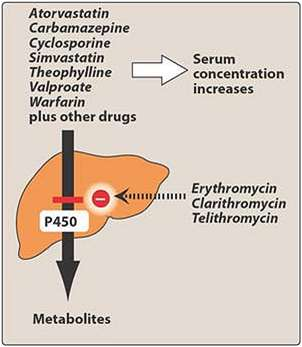 Atorvastatin
Carbamazepine
Cyclosporine
Simvastatin
Theophylline
Valproate
Warfarin
plus other drugs
Serum
concentration
increases
P450
Erythromycin
Clarithromycin
Telithromycin
Metabolites